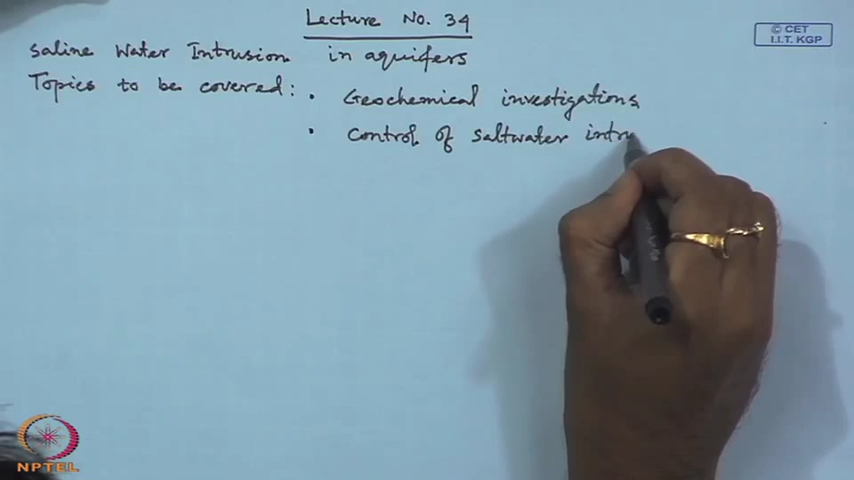 Lecture No. 34
© CET
I.I.T. KGP
Saline Water Intrusion in aquifers
Topics to be covered: • Geochemical investigations
• Control of saltwater intru
NPTEL